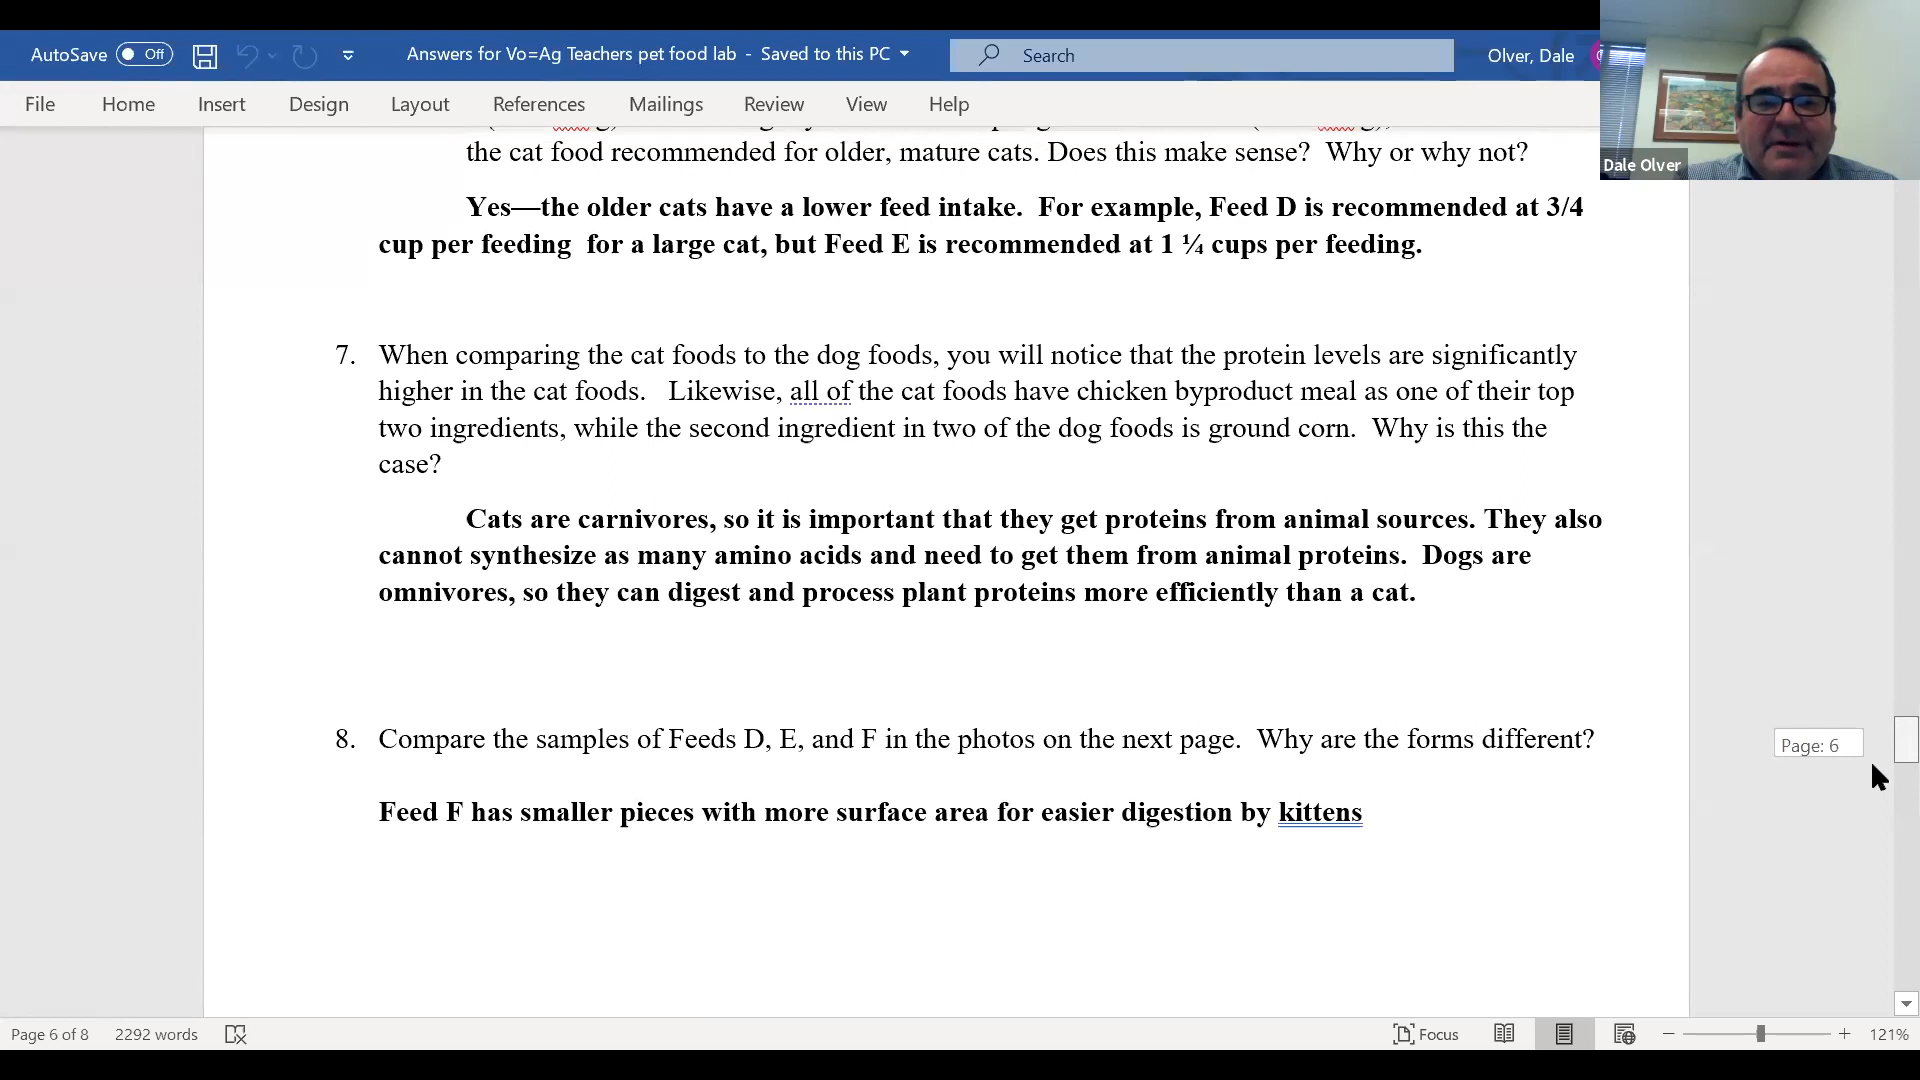 AutoSave Off Answers for Vo=Ag Teachers pet food lab - Saved to this PC Search Olver, Dale
File Home Insert Design Layout References Mailings Review View Help
Dale Olver
the cat food recommended for older, mature cats. Does this make sense? Why or why not?
Yes—the older cats have a lower feed intake. For example, Feed D is recommended at 3/4
cup per feeding for a large cat, but Feed E is recommended at 1 ¼ cups per feeding.
7. When comparing the cat foods to the dog foods, you will notice that the protein levels are significantly
higher in the cat foods. Likewise, all of the cat foods have chicken byproduct meal as one of their top
two ingredients, while the second ingredient in two of the dog foods is ground corn. Why is this the
case?
Cats are carnivores, so it is important that they get proteins from animal sources. They also
cannot synthesize as many amino acids and need to get them from animal proteins. Dogs are
omnivores, so they can digest and process plant proteins more efficiently than a cat.
8. Compare the samples of Feeds D, E, and F in the photos on the next page. Why are the forms different?
Page: 6
Feed F has smaller pieces with more surface area for easier digestion by kittens
Page 6 of 8 2292 words Focus 121%